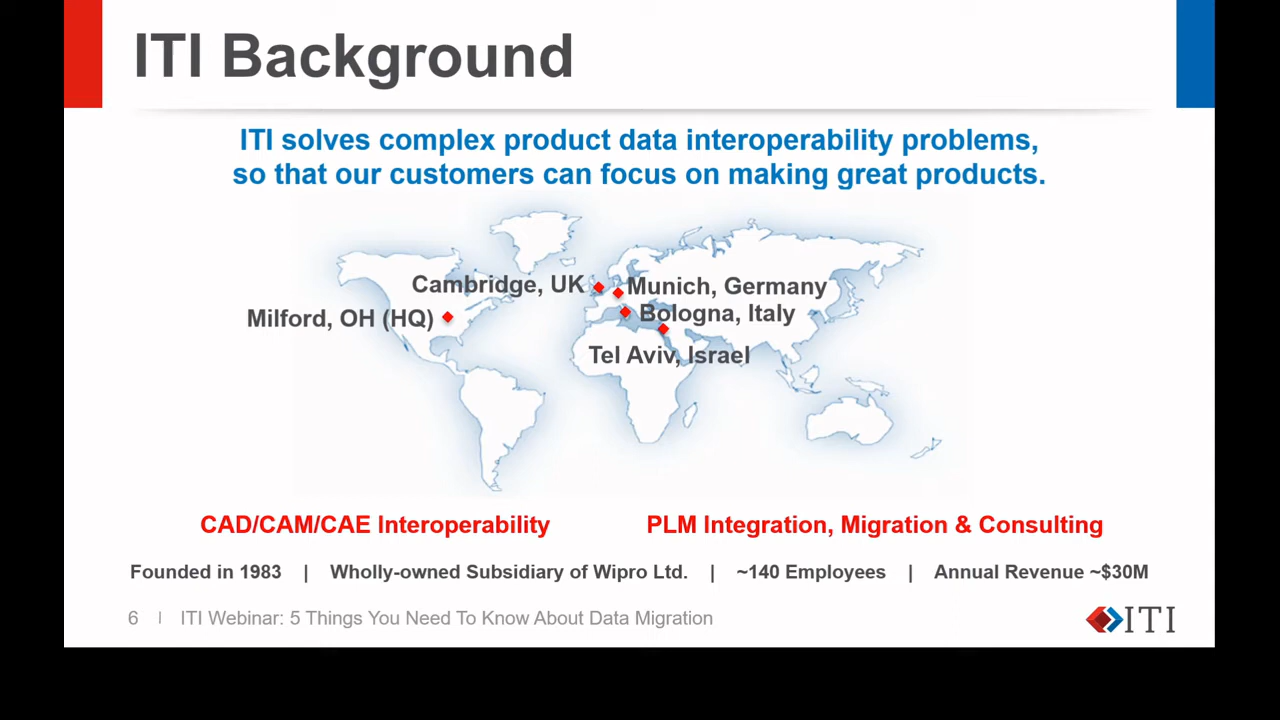 ITI Background
ITI solves complex product data interoperability problems,
so that our customers can focus on making great products.
Cambridge, UK
Munich, Germany
Milford, OH (HQ)
Bologna, Italy
Tel Aviv, Israel
CAD/CAM/CAE Interoperability
PLM Integration, Migration & Consulting
Founded in 1983 | Wholly-owned Subsidiary of Wipro Ltd. | ~140 Employees | Annual Revenue ~$30M
6 | ITI Webinar: 5 Things You Need To Know About Data Migration
ITI